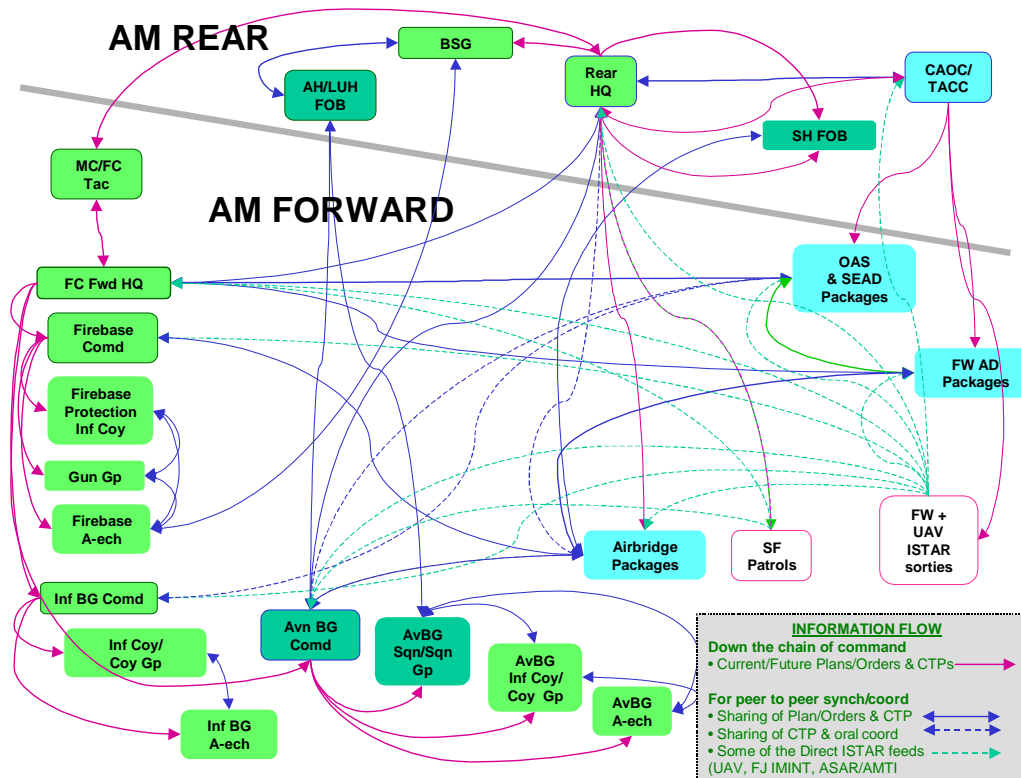 AM REAR
BSG
Rear
HQ
CAOC/
TACC
AH/LUH
FOB
SH FOB
MC/FC
Tac
AM FORWARD
FC Fwd HQ
OAS
& SEAD
Packages
Firebase
Comd
FW AD
Packages
Firebase
Protection
Inf Coy
Gun Gp
Firebase
A-ech
Airbridge
Packages
SF
Patrols
FW +
UAV
ISTAR
sorties
Inf BG Comd
Avn BG
Comd
AvBG
Sqn/Sqn
Gp
Inf Coy/
Coy Gp
AvBG
Inf Coy/
Coy Gp
AvBG
A-ech
Inf BG
A-ech
INFORMATION FLOW
Down the chain of command
• Current/Future Plans/Orders & CTPs
For peer to peer synch/coord
• Sharing of Plan/Orders & CTP
• Sharing of CTP & oral coord
• Some of the Direct ISTAR feeds
(UAV, FJ IMINT, ASAR/AMTI